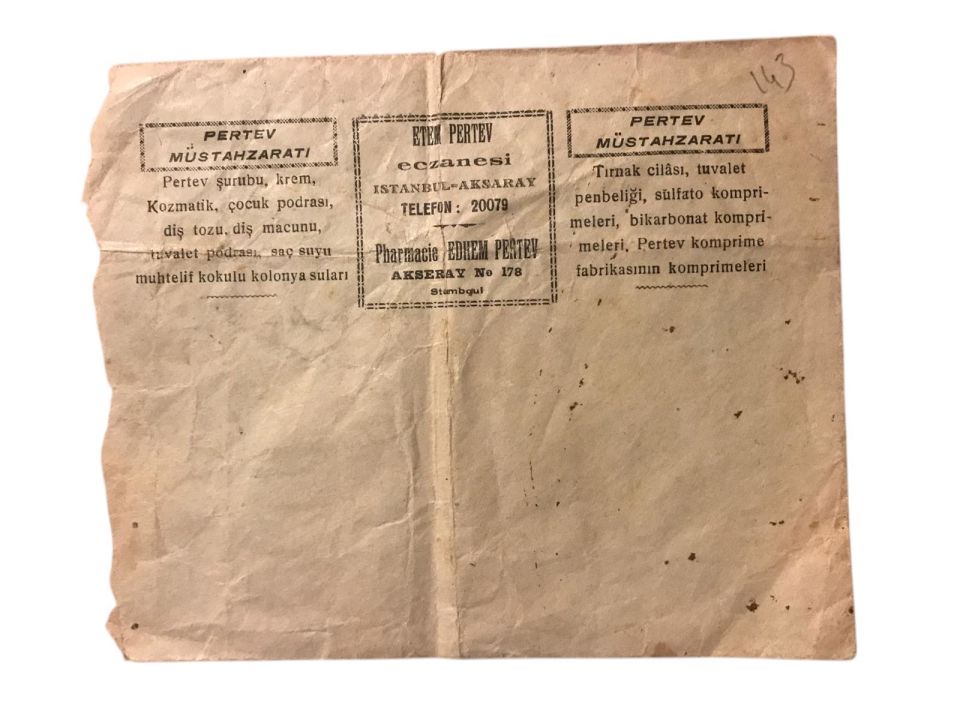 143
PERTEV
MÜSTAHZARATI
Pertev şurubu, krem,
Kozmatik, çocuk podrası,
diş tozu, diş macunu,
tuvalet podrası, saç suyu
muhtelif kokulu kolonya suları
ETEM PERTEV
eczanesi
ISTANBUL=AKSARAY
TELEFON : 20079
Pharmacie EDHEM PERTEV
AKSERAY No 178
Stamboul
PERTEV
MÜSTAHZARATI
Tırnak cilâsı, tuvalet
penbeliği, sülfato kompri-
meleri, bikarbonat kompri-
meleri, Pertev komprime
fabrikasının komprimeleri